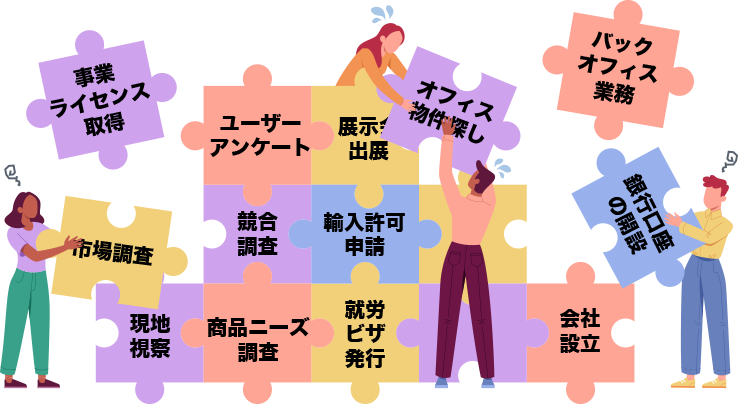 事業
ライセンス
取得
バック
オフィス
業務
オフィス
物件探し
ユーザー
アンケート
展示会
出展
銀行口座
の開設
市場調査
競合
調査
輸入許可
申請
現地
視察
商品ニーズ
調査
就労
ビザ
発行
会社
設立